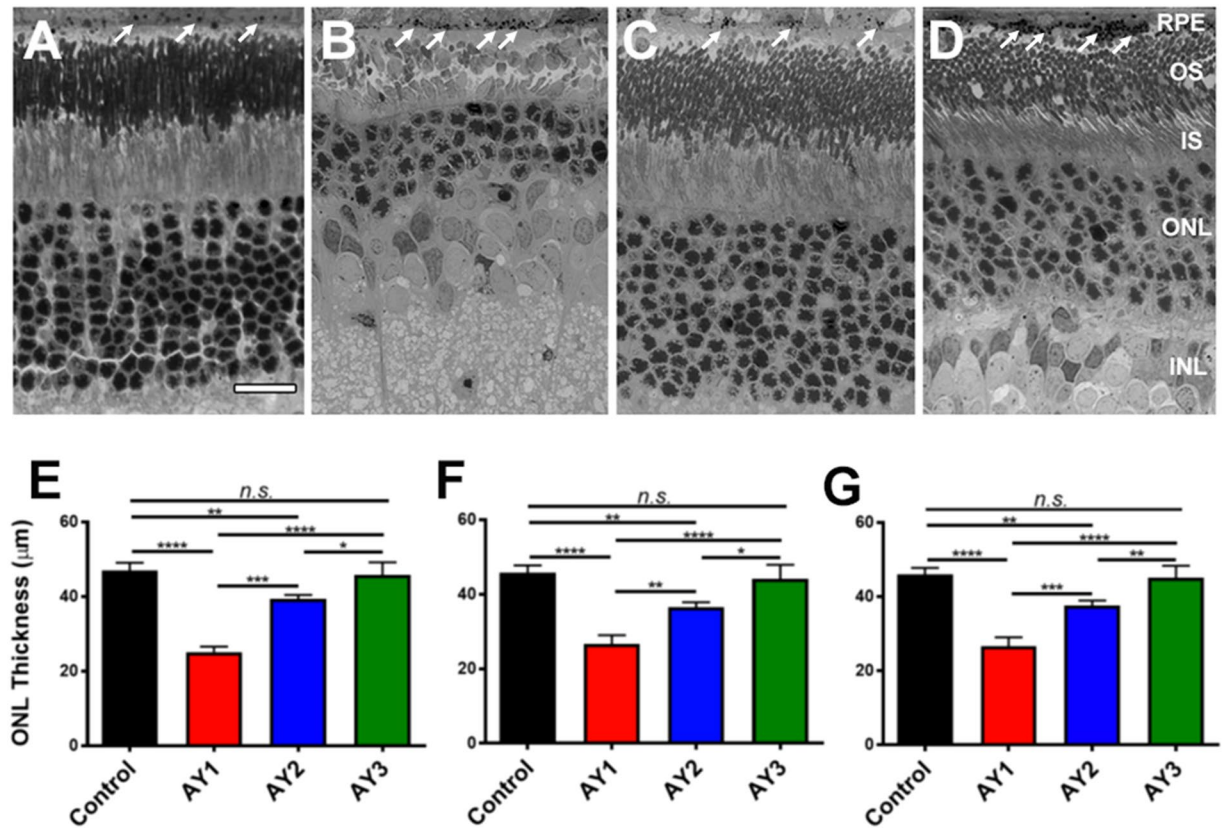 A
B
C
D
RPE
OS
IS
ONL
INL
E
n.s.
**
****
****
*
***
ONL Thickness (μm)
60
40
20
0
Control
AY1
AY2
AY3
F
n.s.
**
****
****
*
**
60
40
20
0
Control
AY1
AY2
AY3
G
n.s.
**
****
****
**
***
60
40
20
0
Control
AY1
AY2
AY3